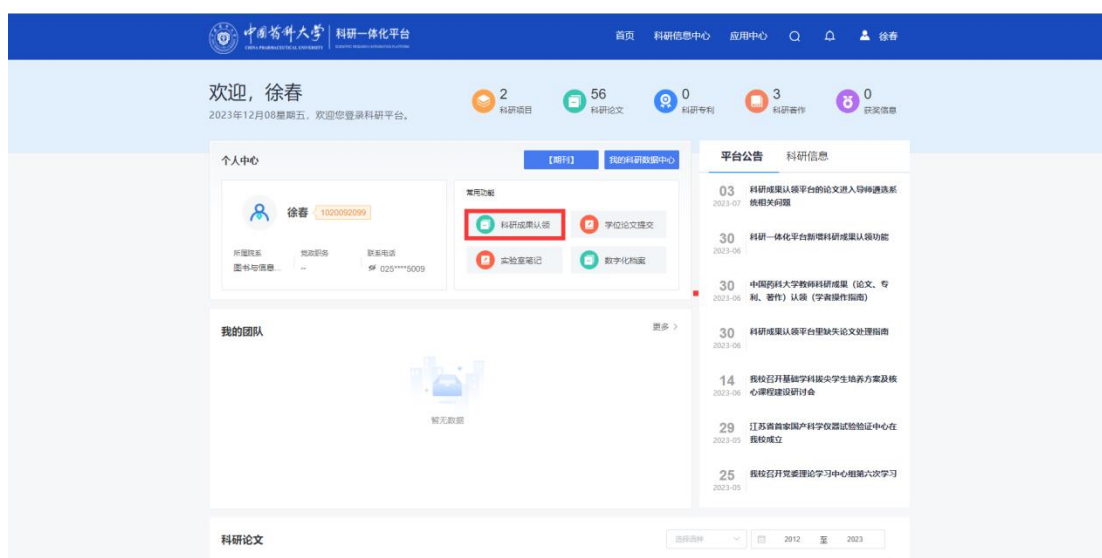 中国药科大学
CHINA PHARMACEUTICAL UNIVERSITY
科研一体化平台
首页
科研信息中心
应用中心
徐春
欢迎，徐春
2023年12月08星期五，欢迎您登录科研平台。
2
科研项目
56
科研论文
0
科研专利
3
科研著作
0
获奖信息
个人中心
【期刊】
我的科研数据中心
徐春
1020092099
所属院系
党政职务
联系电话
图书与信息...
--
025****5009
常用功能
科研成果认领
学位论文提交
实验室笔记
数字化档案
我的团队
更多 >
暂无数据
平台公告
科研信息
03
2023-07
科研成果认领平台的论文进入导师遴选系
统相关问题
30
2023-06
科研一体化平台新增科研成果认领功能
30
2023-06
中国药科大学教师科研成果（论文、专
利、著作）认领（学者操作指南）
30
2023-06
科研成果认领平台里缺失论文处理指南
14
2023-06
我校召开基础学科拔尖学生培养方案及核
心课程建设研讨会
29
2023-05
江苏省首家国产科学仪器试验验证中心在
我校成立
25
2023-05
我校召开党委理论学习中心组第六次学习
科研论文
2012
至
2023